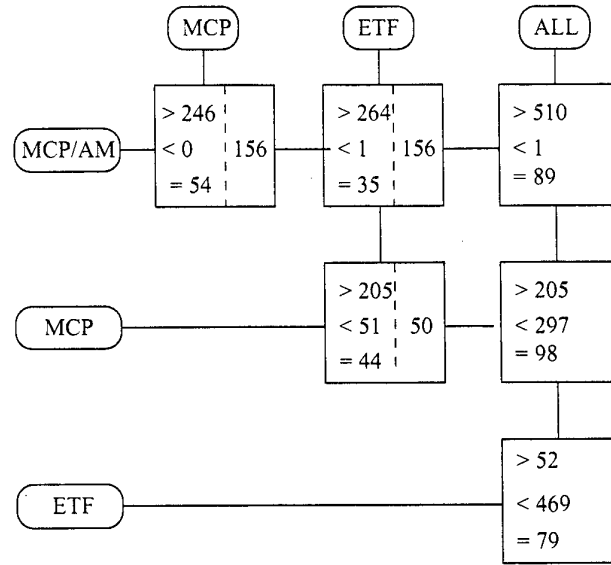 MCP ETF ALL
> 246 > 264 > 510
MCP/AM < 0 156 < 1 156 < 1
= 54 = 35 = 89
> 205 > 205
MCP < 51 50 < 297
= 44 = 98
> 52
ETF < 469
= 79